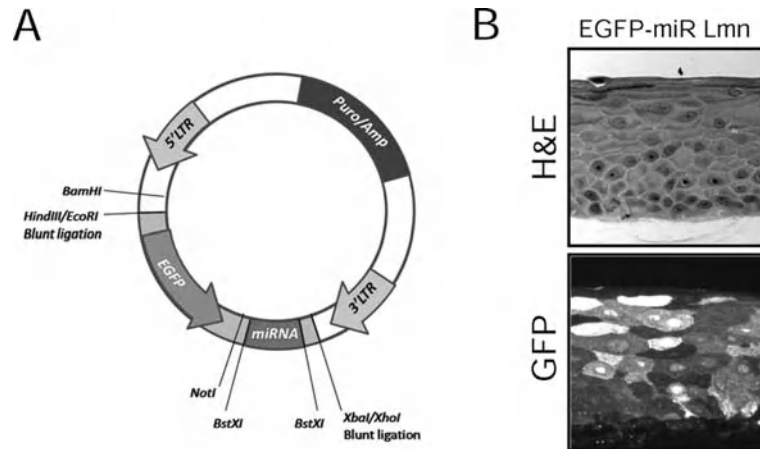 A
5'LTR
Puro/Amp
BamHI
HindIII/EcoRI
Blunt ligation
EGFP
3'LTR
miRNA
NotI
BstXI
BstXI
XbaI/XhoI
Blunt ligation
B
EGFP-miR Lmn
H&E
GFP